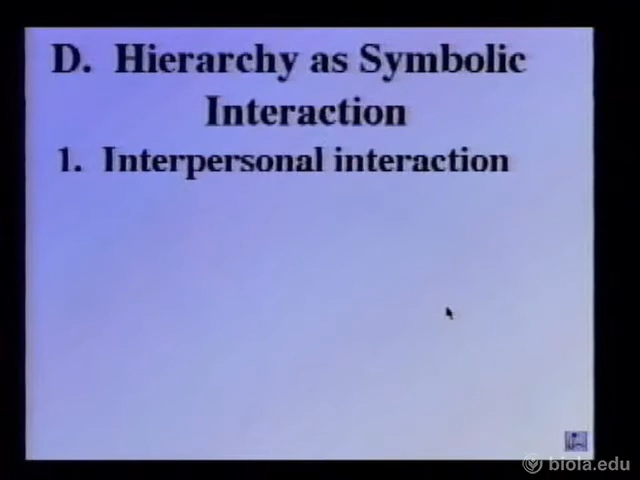 D. Hierarchy as Symbolic
Interaction
1. Interpersonal interaction
biola.edu